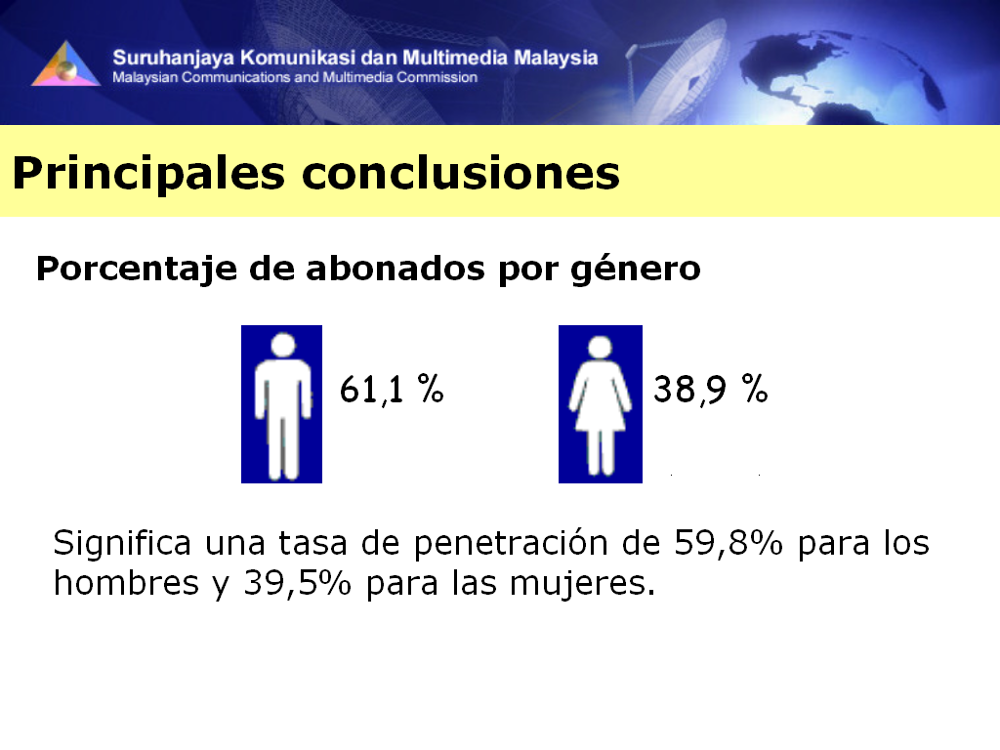 Suruhanjaya Komunikasi dan Multimedia Malaysia
Malaysian Communications and Multimedia Commission
Principales conclusiones
Porcentaje de abonados por género
61,1 %
38,9 %
Significa una tasa de penetración de 59,8% para los
hombres y 39,5% para las mujeres.